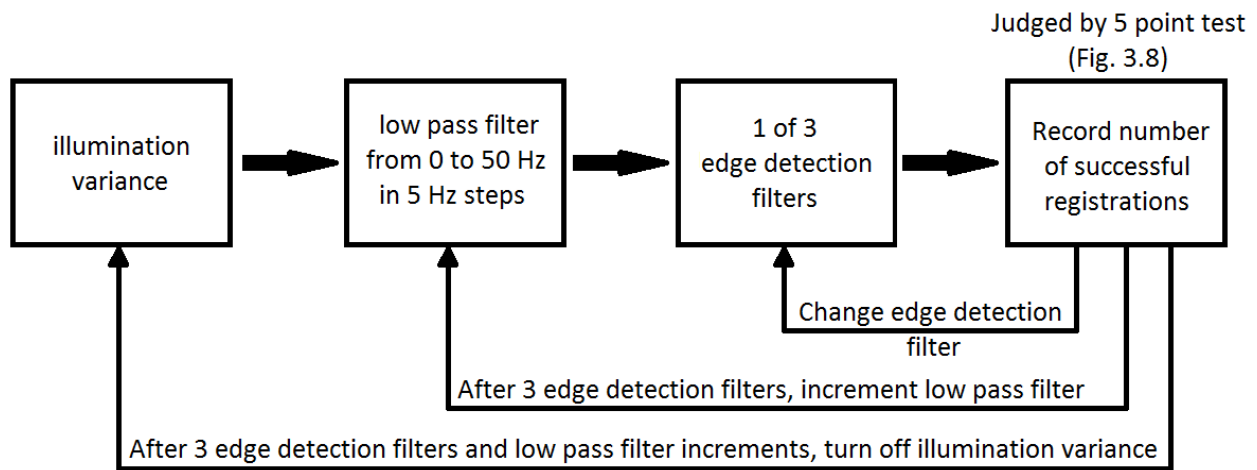 Judged by 5 point test
(Fig. 3.8)
illumination
variance
low pass filter
from 0 to 50 Hz
in 5 Hz steps
1 of 3
edge detection
filters
Record number
of successful
registrations
Change edge detection
filter
After 3 edge detection filters, increment low pass filter
After 3 edge detection filters and low pass filter increments, turn off illumination variance